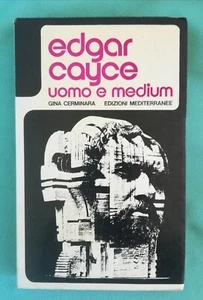 edgar
cayce
uomo e medium
GINA CERMINARA EDIZIONI MEDITERRANEE